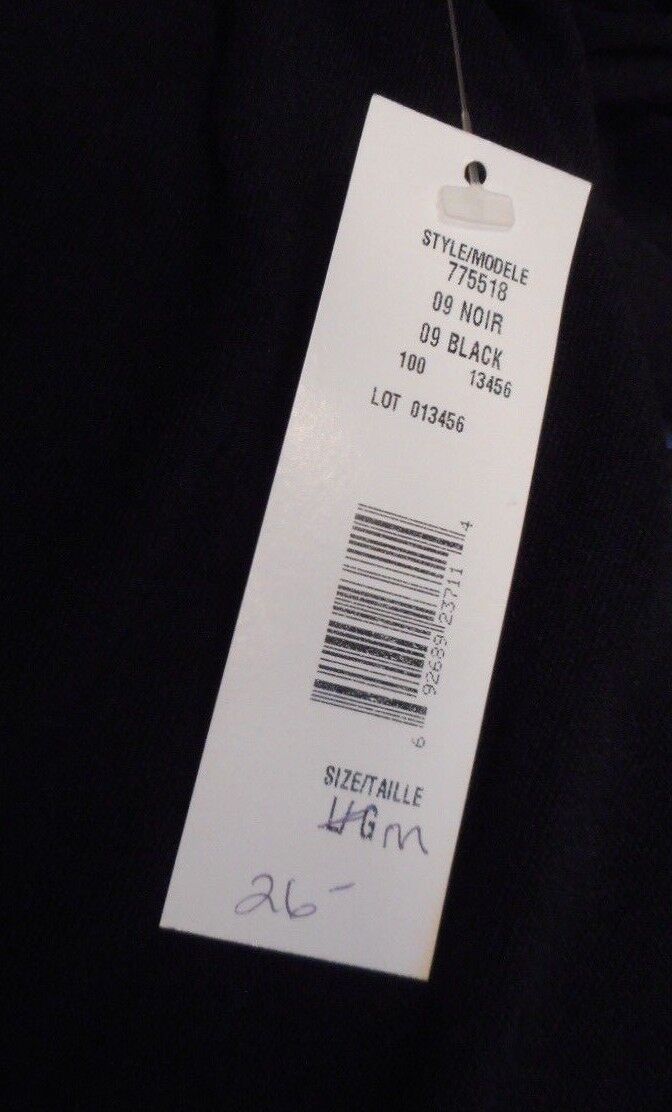 STYLE/MODELE
775518
09 NOIR
09 BLACK
100 13456
LOT 013456
6 92689 23711 4
SIZE/TAILLE
L/G m
26-